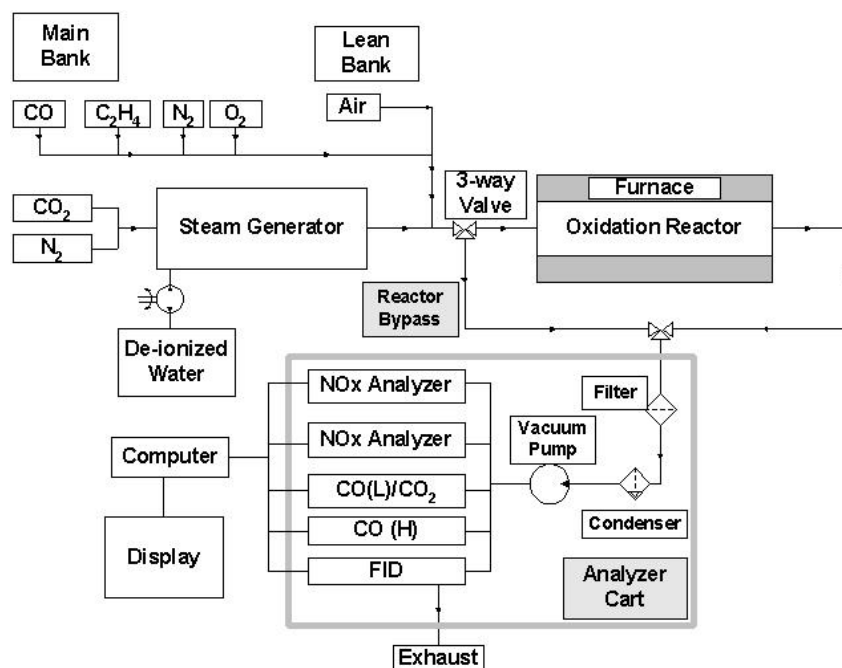 Main
Bank
Lean
Bank
CO
C₂H₄
N₂
O₂
Air
3-way
Valve
Furnace
Oxidation Reactor
CO₂
N₂
Steam Generator
Reactor
Bypass
De-ionized
Water
NOx Analyzer
NOx Analyzer
CO(L)/CO₂
CO (H)
FID
Computer
Display
Filter
Vacuum
Pump
Condenser
Analyzer
Cart
Exhaust